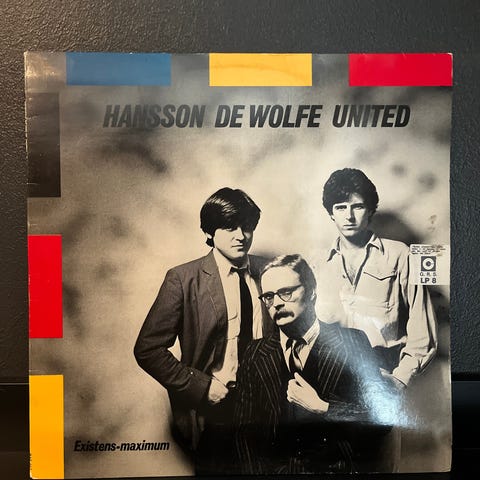 HANSSON DE WOLFE UNITED
G. R. S.
LP 8
Existens-maximum